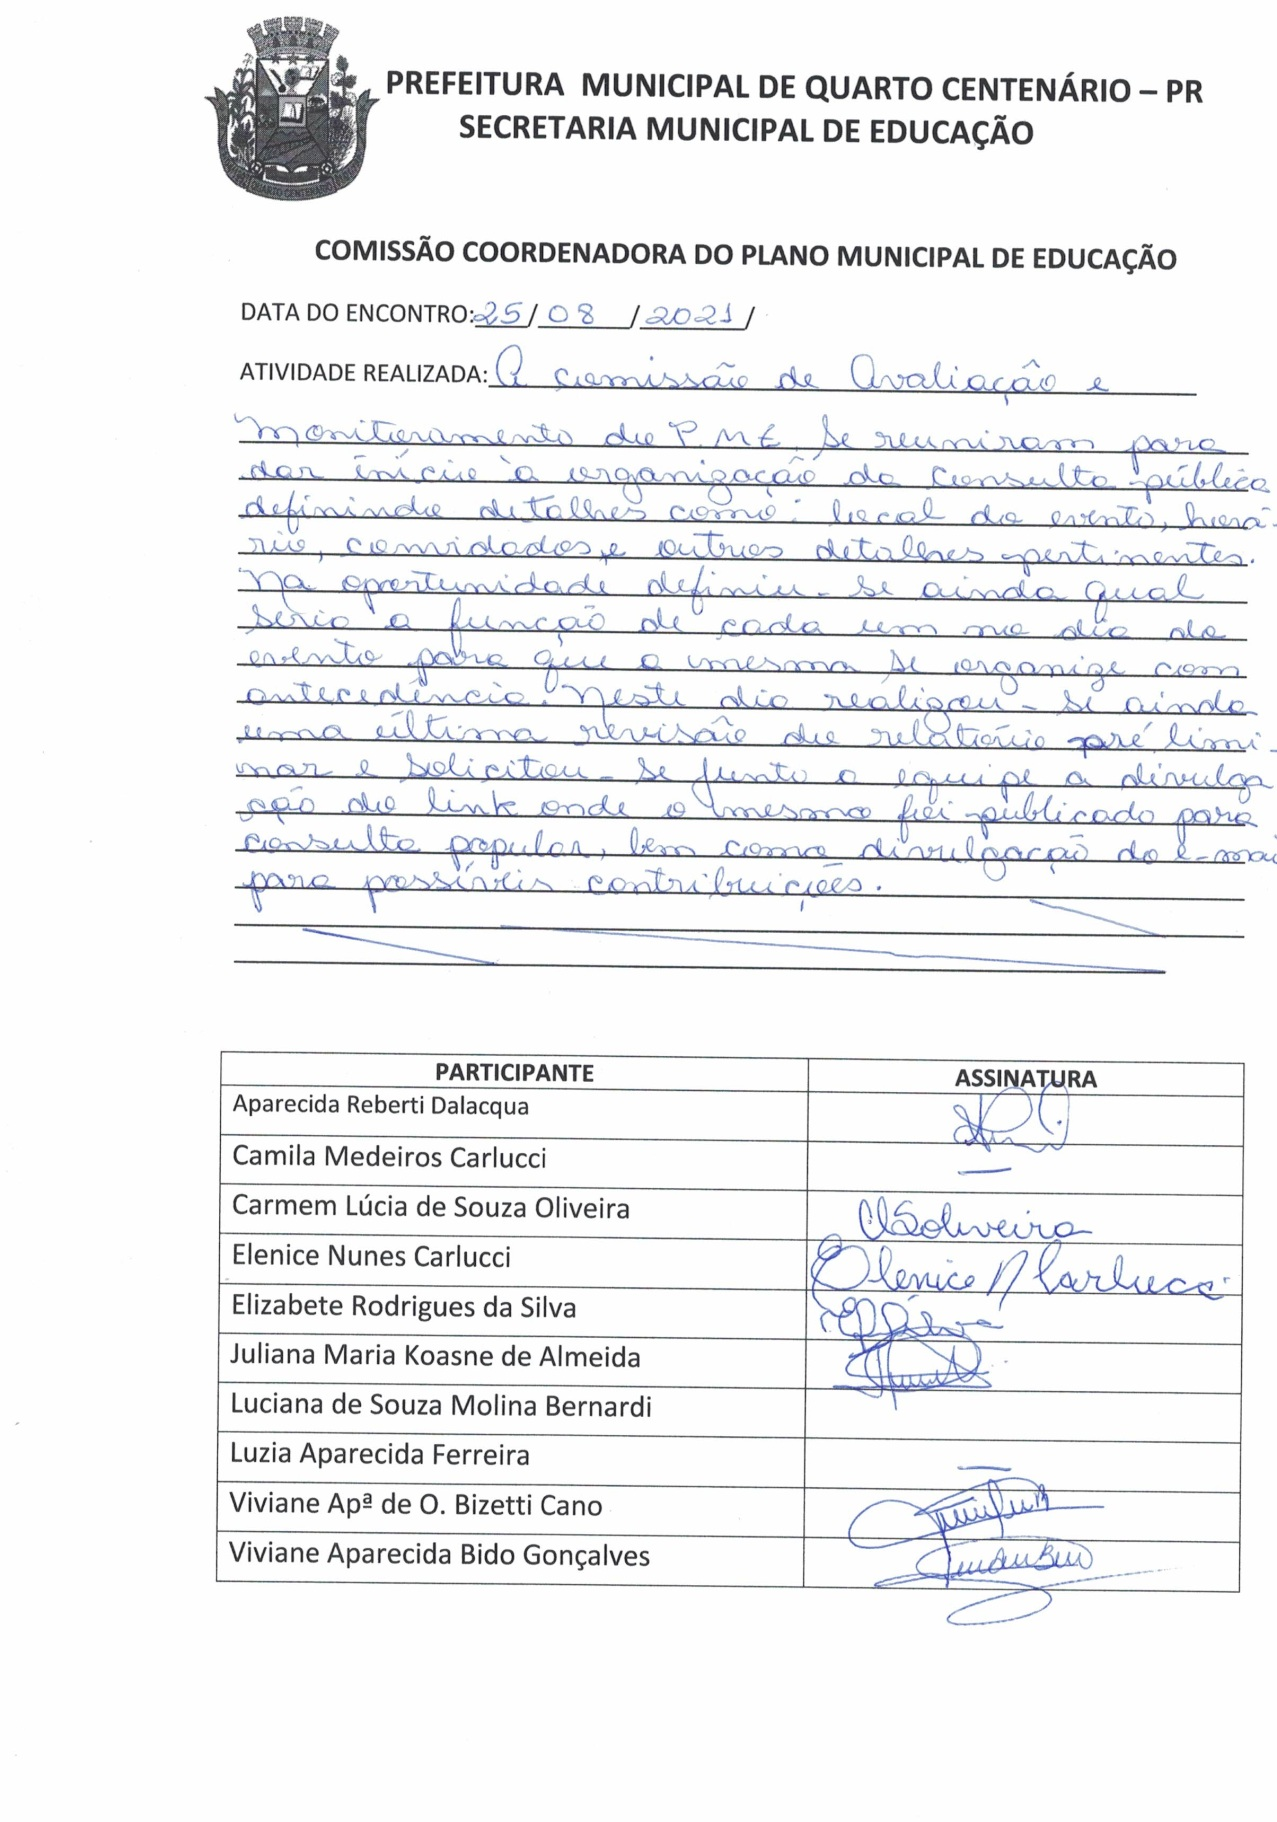 PREFEITURA MUNICIPAL DE QUARTO CENTENÁRIO – PR
SECRETARIA MUNICIPAL DE EDUCAÇÃO
QUARTO CENTENÁRIO
COMISSÃO COORDENADORA DO PLANO MUNICIPAL DE EDUCAÇÃO
DATA DO ENCONTRO: 25/ 08 / 2021/
ATIVIDADE REALIZADA: A comissão de Avaliação e
Monitoramento do P.M.E. se reuniram para
dar início à organização da consulta pública
definindo detalhes como: local do evento, horá-
rio, convidados, e outros detalhes pertinentes.
Na oportunidade definiu-se ainda qual
seria a função de cada um no dia do
evento para que o mesmo se organize com
antecedência. Neste dia realizou-se ainda
uma última revisão do relatório pré limi-
nar e solicitou-se junto a equipe a divulga
ção do link onde o mesmo foi publicado para
consulta popular, bem como divulgação do e-mai
para possíveis contribuições.
PARTICIPANTE ASSINATURA
Aparecida Reberti Dalacqua
Camila Medeiros Carlucci —
Carmem Lúcia de Souza Oliveira CLSOliveira
Elenice Nunes Carlucci Elenice N Carlucci
Elizabete Rodrigues da Silva
Juliana Maria Koasne de Almeida
Luciana de Souza Molina Bernardi
Luzia Aparecida Ferreira —
Viviane Apª de O. Bizetti Cano
Viviane Aparecida Bido Gonçalves